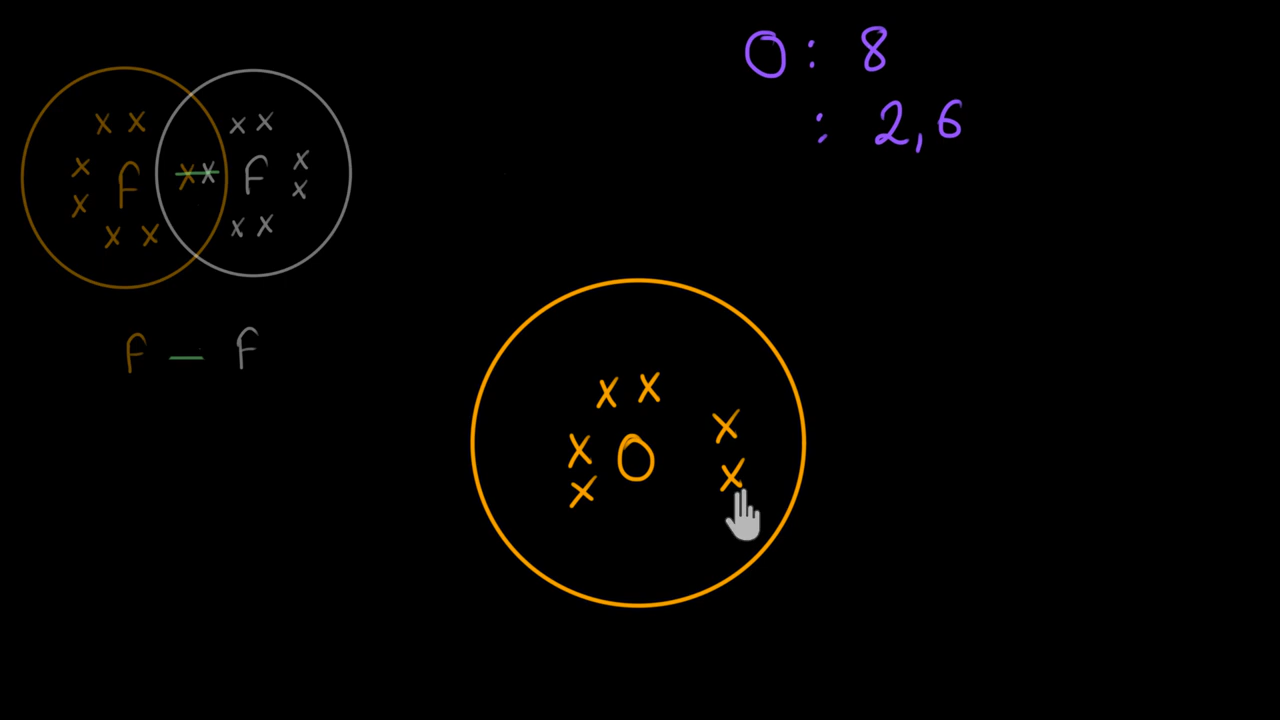 O: 8
: 2,6
x x x x
x F x x F x
x x
x x x x
F — F
x x
x x
x O x
x